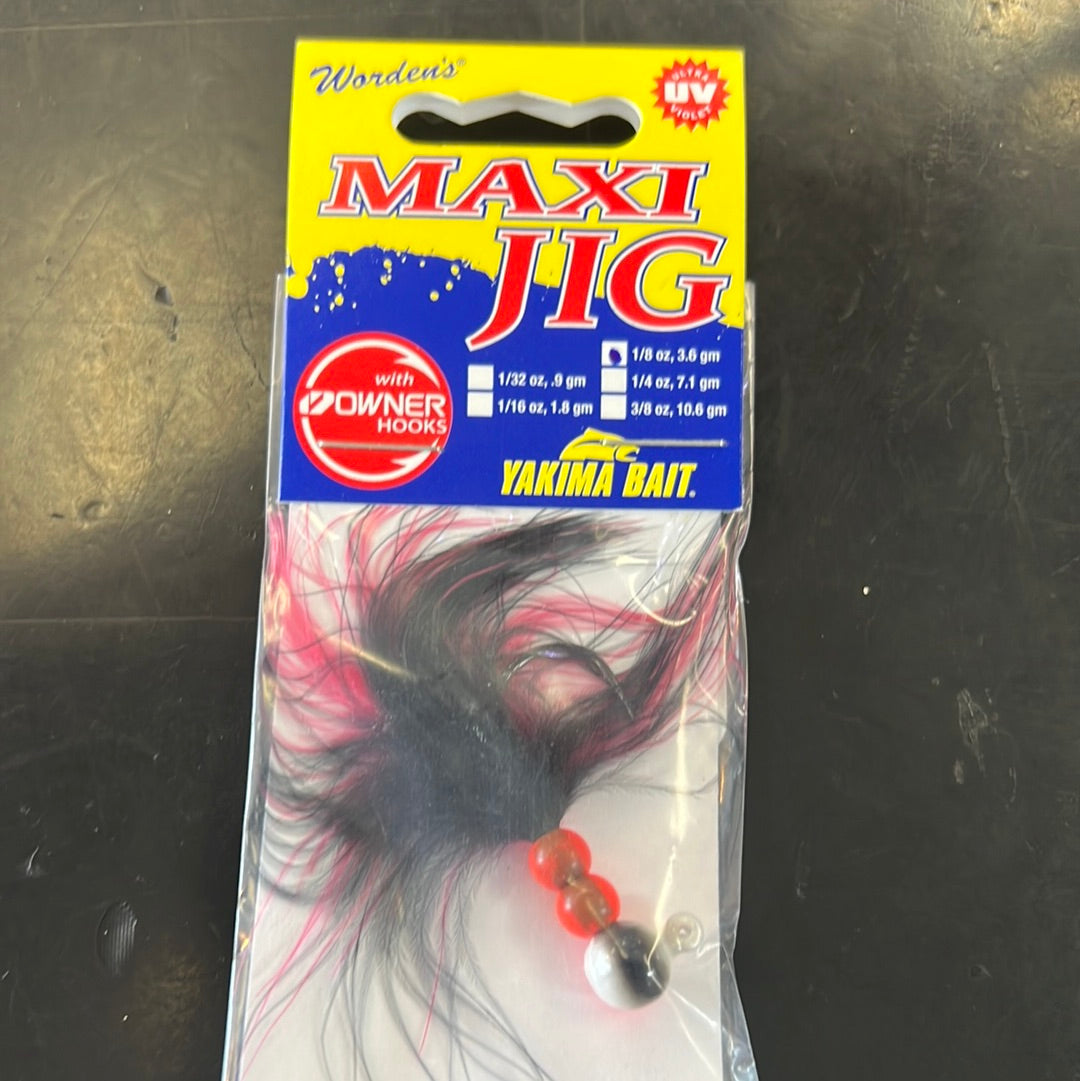 Worden's®
ULTRA
UV
VIOLET
MAXI
JIG
with
OWNER
HOOKS
1/8 oz, 3.6 gm
1/32 oz, .9 gm
1/4 oz, 7.1 gm
1/16 oz, 1.8 gm
3/8 oz, 10.6 gm
YAKIMA BAIT®